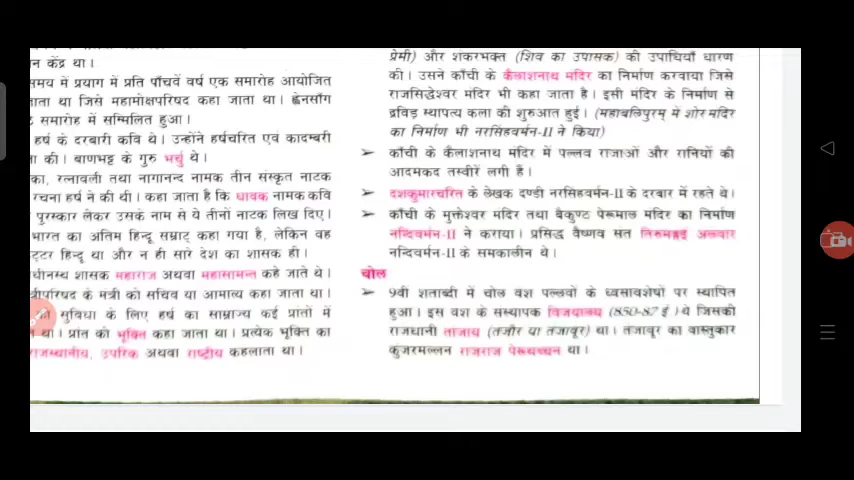 न केंद्र था।
समय में प्रयाग में प्रति पाँचवें वर्ष एक समारोह आयोजित
जाता था जिसे महामोक्षपरिषद कहा जाता था। ह्वेनसाँग
समारोह में सम्मिलित हुआ।
हर्ष के दरबारी कवि थे। उन्होंने हर्षचरित एवं कादम्बरी
की। बाणभट्ट के गुरु भर्चु थे।
का, रत्नावली तथा नागानन्द नामक तीन संस्कृत नाटक
रचना हर्ष ने की थी। कहा जाता है कि धावक नामक कवि
पुरस्कार लेकर उसके नाम से ये तीनों नाटक लिख दिए।
भारत का अंतिम हिन्दू सम्राट् कहा गया है, लेकिन वह
ट्टर हिन्दू था और न ही सारे देश का शासक ही।
धीनस्थ शासक महाराज अथवा महासामन्त कहे जाते थे।
त्रीपरिषद के मंत्री को सचिव या आमात्य कहा जाता था।
सुविधा के लिए हर्ष का साम्राज्य कई प्रांतों में
था। प्रांत को भुक्ति कहा जाता था। प्रत्येक भुक्ति का
राजस्थानीय, उपरिक अथवा राष्ट्रीय कहलाता था।
प्रेमी) और शंकरभक्त (शिव का उपासक) की उपाधियाँ धारण
की। उसने काँची के कैलाशनाथ मंदिर का निर्माण करवाया जिसे
राजसिद्धेश्वर मंदिर भी कहा जाता है। इसी मंदिर के निर्माण से
द्रविड़ स्थापत्य कला की शुरुआत हुई। (महाबलिपुरम् में शोर मंदिर
का निर्माण भी नरसिंहवर्मन-II ने किया)
➢ काँची के कैलाशनाथ मंदिर में पल्लव राजाओं और रानियों की
आदमकद तस्वीरें लगी हैं।
➢ दशकुमारचरित के लेखक दण्डी नरसिंहवर्मन-II के दरबार में रहते थे।
➢ काँची के मुक्तेश्वर मंदिर तथा बैकुण्ठ पेरूमाल मंदिर का निर्माण
नन्दिवर्मन-II ने कराया। प्रसिद्ध वैष्णव संत तिरुमङ्गई अलवार
नन्दिवर्मन-II के समकालीन थे।
चोल
➢ 9वीं शताब्दी में चोल वंश पल्लवों के ध्वंसावशेषों पर स्थापित
हुआ। इस वंश के संस्थापक विजयालय (850-87 ई) थे जिसकी
राजधानी ताजाय (तंजौर या तंजावूर) था। तंजावूर का वास्तुकार
कुंजरमल्लन राजराज पेरूथच्चन था।